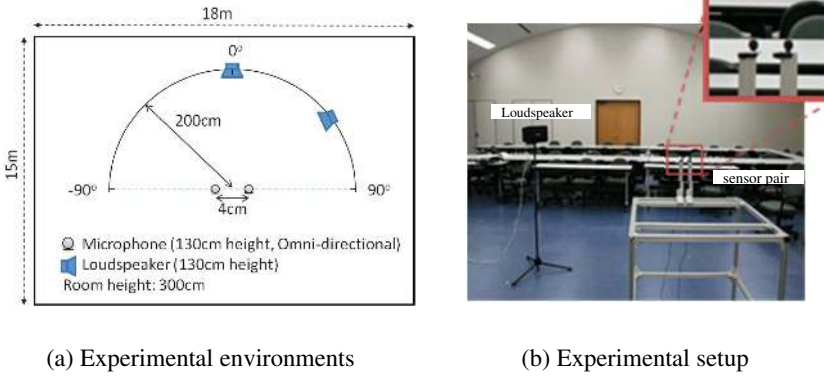 18m
15m
0°
200cm
-90°
90°
4cm
Microphone (130cm height, Omni-directional)
Loudspeaker (130cm height)
Room height: 300cm
Loudspeaker
sensor pair
(a) Experimental environments
(b) Experimental setup